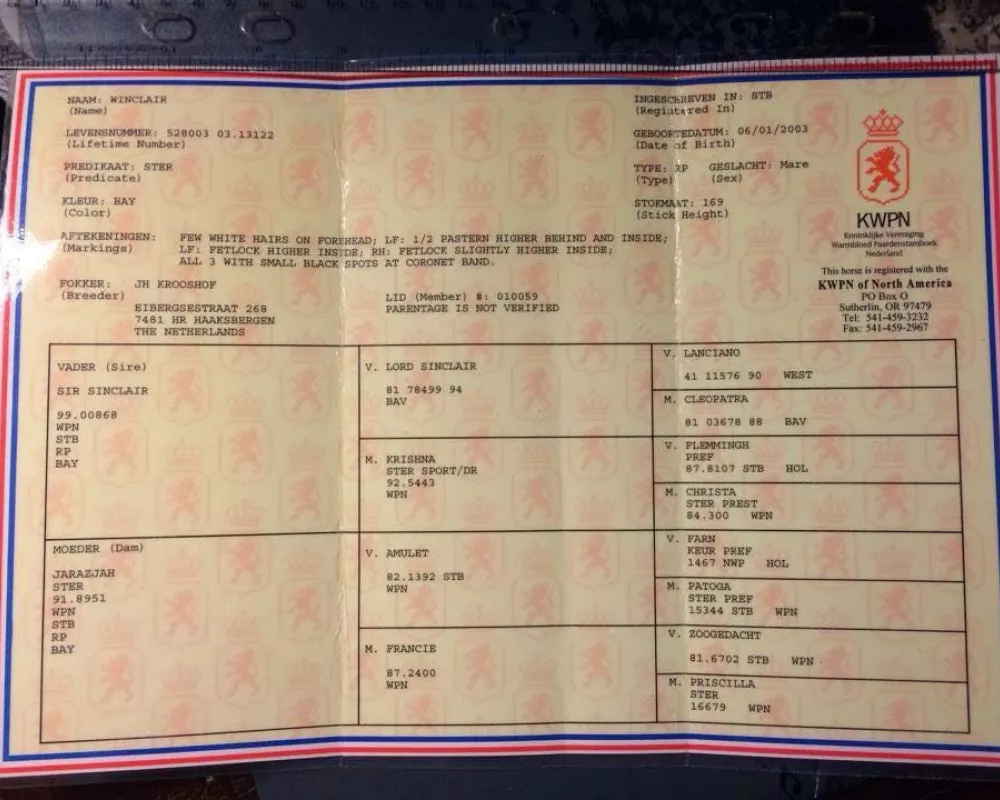 NAAM: WINCLAIR
(Name)
LEVENSNUMMER: 528003 03.13122
(Lifetime Number)
PREDIKAAT: STER
(Predicate)
KLEUR: BAY
(Color)
AFTEKENINGEN: FEW WHITE HAIRS ON FOREHEAD; LF: 1/2 PASTERN HIGHER BEHIND AND INSIDE;
(Markings) LF: FETLOCK HIGHER INSIDE; RH: FETLOCK SLIGHTLY HIGHER INSIDE;
ALL 3 WITH SMALL BLACK SPOTS AT CORONET BAND.
FOKKER: JH KROOSHOF
(Breeder)
EIBERGSESTRAAT 268
7481 HR HAAKSBERGEN
THE NETHERLANDS
LID (Member) #: 010059
PARENTAGE IS NOT VERIFIED
INGESCHREVEN IN: STB
(Registered In)
GEBOORTEDATUM: 06/01/2003
(Date of Birth)
TYPE: RP GESLACHT: Mare
(Type) (Sex)
STOKMAAT: 169
(Stick Height)
KWPN
Koninklijke Vereniging
Warmbloed Paardenstamboek
Nederland
This horse is registered with the
KWPN of North America
PO Box O
Sutherlin, OR 97479
Tel: 541-459-3232
Fax: 541-459-2967
VADER (Sire)
SIR SINCLAIR
99.00868
WPN
STB
RP
BAY
MOEDER (Dam)
JARAZJAH
STER
91.8951
WPN
STB
RP
BAY
V. LORD SINCLAIR
81 78499 94
BAV
M. KRISHNA
STER SPORT/DR
92.5443
WPN
V. AMULET
82.1392 STB
WPN
M. FRANCIE
87.2400
WPN
V. LANCIANO
41 11576 90 WEST
M. CLEOPATRA
81 03678 88 BAV
V. FLEMMINGH
PREF
87.8107 STB HOL
M. CHRISTA
STER PREST
84.300 WPN
V. FARN
KEUR PREF
1467 NWP HOL
M. PATOGA
STER PREF
15344 STB WPN
V. ZOOGEDACHT
81.6702 STB WPN
M. PRISCILLA
STER
16679 WPN